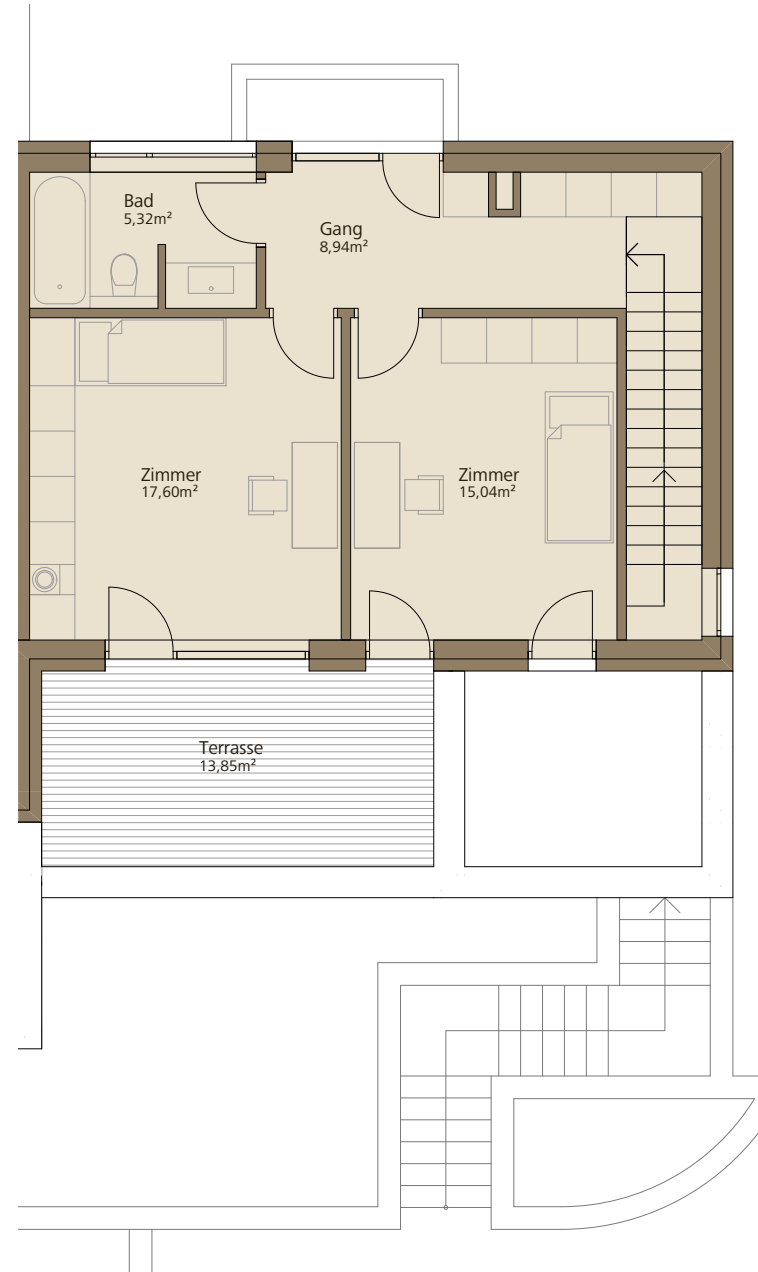 Bad
5,32m²
Gang
8,94m²
Zimmer
17,60m²
Zimmer
15,04m²
Terrasse
13,85m²